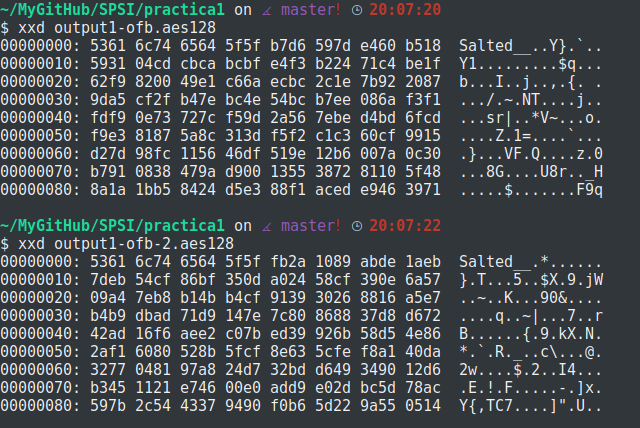 ~/MyGitHub/SPSI/practica1 on master! 20:07:20
$ xxd output1-ofb.aes128
00000000: 5361 6c74 6564 5f5f b7d6 597d e460 b518  Salted__..Y}.`..
00000010: 5931 04cd cbca bcbf e4f3 b224 71c4 be1f  Y1.........$q...
00000020: 62f9 8200 49e1 c66a ecbc 2c1e 7b92 2087  b...I..j..,.{. .
00000030: 9da5 cf2f b47e bc4e 54bc b7ee 086a f3f1  .../.~.NT....j..
00000040: fdf9 0e73 727c f59d 2a56 7ebe d4bd 6fcd  ...sr|..*V~...o.
00000050: f9e3 8187 5a8c 313d f5f2 c1c3 60cf 9915  ....Z.1=....`...
00000060: d27d 98fc 1156 46df 519e 12b6 007a 0c30  .}...VF.Q....z.0
00000070: b791 0838 479a d900 1355 3872 8110 5f48  ...8G....U8r.._H
00000080: 8a1a 1bb5 8424 d5e3 88f1 aced e946 3971  .....$.......F9q
~/MyGitHub/SPSI/practica1 on master! 20:07:22
$ xxd output1-ofb-2.aes128
00000000: 5361 6c74 6564 5f5f fb2a 1089 abde 1aeb  Salted__.*......
00000010: 7deb 54cf 86bf 350d a024 58cf 390e 6a57  }.T...5..$X.9.jW
00000020: 09a4 7eb8 b14b b4cf 9139 3026 8816 a5e7  ..~..K...90&....
00000030: b4b9 dbad 71d9 147e 7c80 8688 37d8 d672  ....q..~|...7..r
00000040: 42ad 16f6 aee2 c07b ed39 926b 58d5 4e86  B......{.9.kX.N.
00000050: 2af1 6080 528b 5fcf 8e63 5cfe f8a1 40da  *.`.R._..c\...@.
00000060: 3277 0481 97a8 24d7 32bd d649 3490 12d6  2w....$.2..I4...
00000070: b345 1121 e746 00e0 add9 e02d bc5d 78ac  .E.!.F.....-.]x.
00000080: 597b 2c54 4337 9490 f0b6 5d22 9a55 0514  Y{,TC7....]".U..